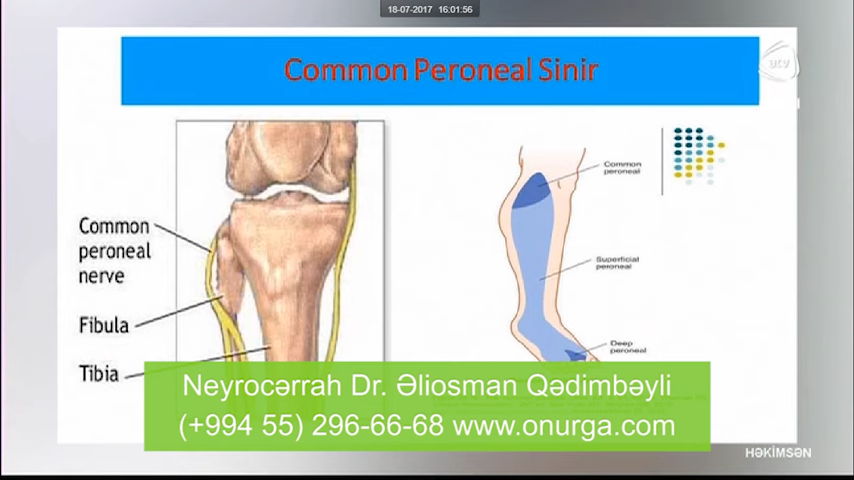 18-07-2017 16:01:56
Common Peroneal Sinir
atv
Common
peroneal
nerve
Fibula
Tibia
Common
peroneal
Superficial
peroneal
Deep
peroneal
Neyrocərrah Dr. Əliosman Qədimbəyli
(+994 55) 296-66-68 www.onurga.com
HƏKİMSƏN